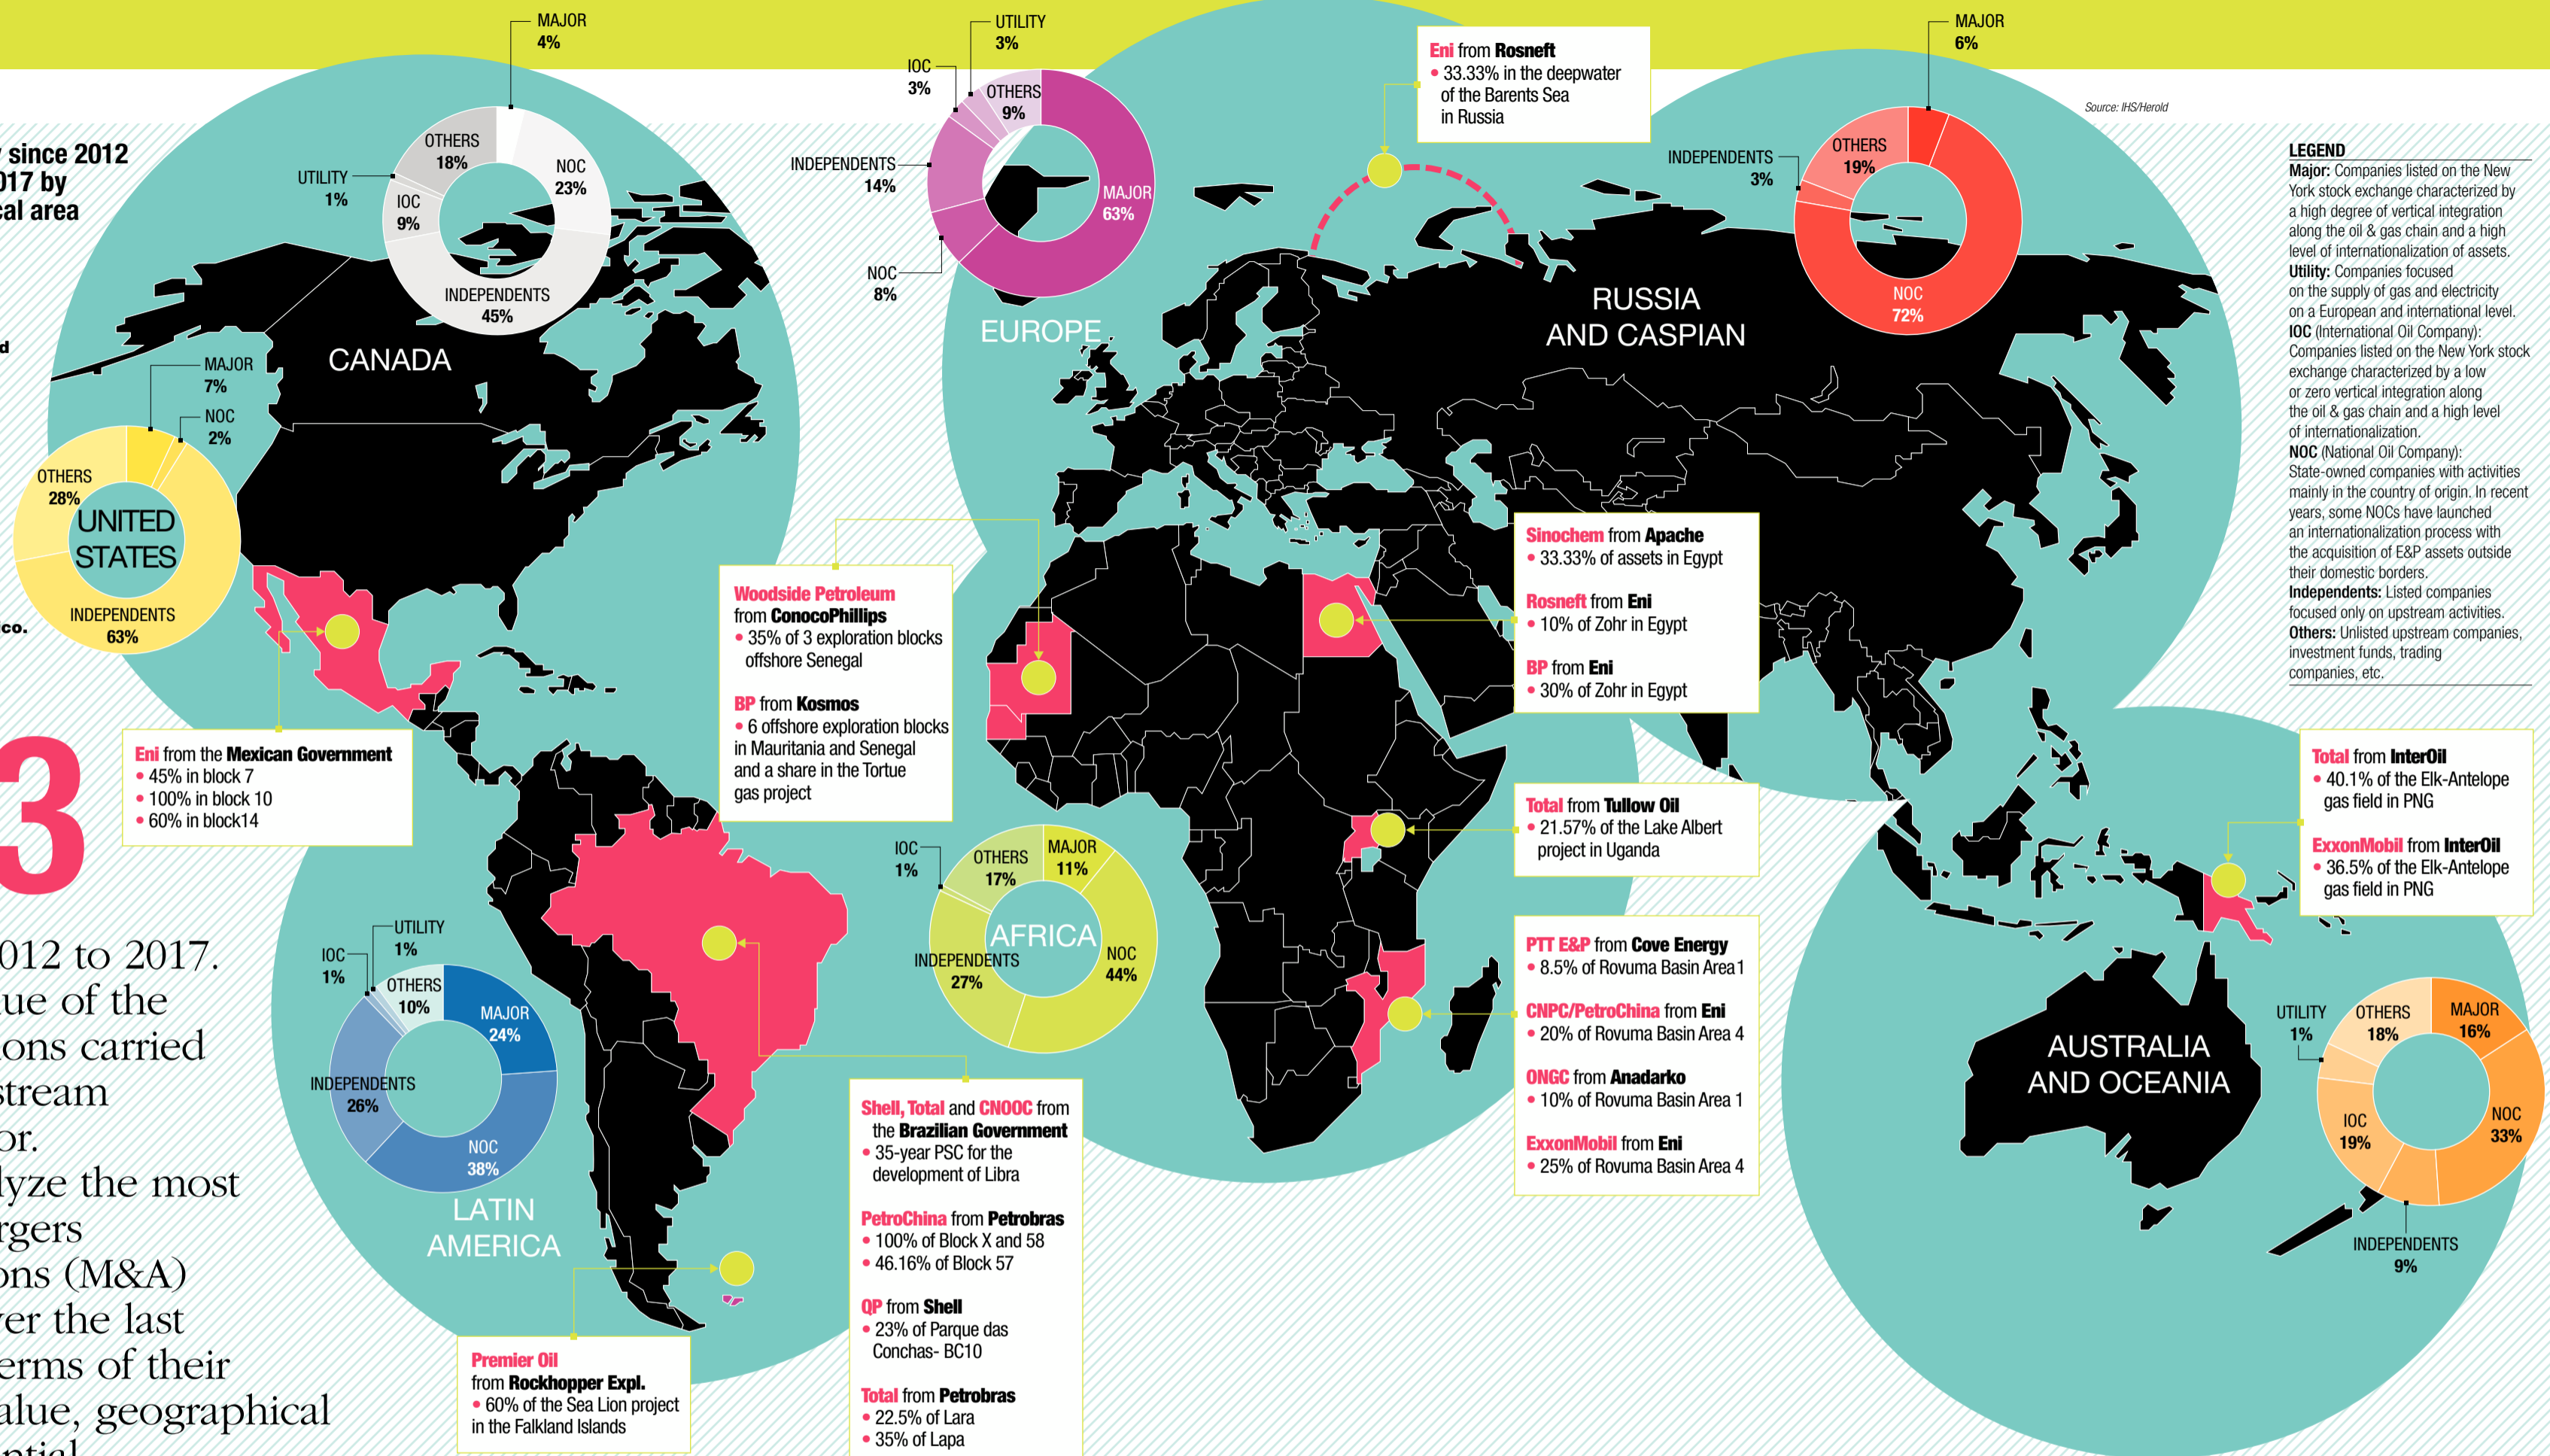 since 2012
017 by
cal area
d
ico.
3
012 to 2017.
ue of the
ions carried
stream
or.
lyze the most
rgers
ons (M&A)
ver the last
erms of their
alue, geographical
MAJOR
4%
NOC
23%
INDEPENDENTS
45%
IOC
9%
UTILITY
1%
OTHERS
18%
CANADA
MAJOR
7%
NOC
2%
INDEPENDENTS
63%
OTHERS
28%
UNITED
STATES
Eni from the Mexican Government
• 45% in block 7
• 100% in block 10
• 60% in block14
UTILITY
1%
IOC
1%
OTHERS
10%
MAJOR
24%
NOC
38%
INDEPENDENTS
26%
LATIN
AMERICA
Premier Oil
from Rockhopper Expl.
• 60% of the Sea Lion project
in the Falkland Islands
Shell, Total and CNOOC from
the Brazilian Government
• 35-year PSC for the
development of Libra
PetroChina from Petrobras
• 100% of Block X and 58
• 46.16% of Block 57
QP from Shell
• 23% of Parque das
Conchas- BC10
Total from Petrobras
• 22.5% of Lara
• 35% of Lapa
UTILITY
3%
IOC
3%
OTHERS
9%
INDEPENDENTS
14%
MAJOR
63%
NOC
8%
EUROPE
Eni from Rosneft
• 33.33% in the deepwater
of the Barents Sea
in Russia
Woodside Petroleum
from ConocoPhillips
• 35% of 3 exploration blocks
offshore Senegal
BP from Kosmos
• 6 offshore exploration blocks
in Mauritania and Senegal
and a share in the Tortue
gas project
IOC
1%
OTHERS
17%
MAJOR
11%
AFRICA
INDEPENDENTS
27%
NOC
44%
Sinochem from Apache
• 33.33% of assets in Egypt
Rosneft from Eni
• 10% of Zohr in Egypt
BP from Eni
• 30% of Zohr in Egypt
Total from Tullow Oil
• 21.57% of the Lake Albert
project in Uganda
PTT E&P from Cove Energy
• 8.5% of Rovuma Basin Area1
CNPC/PetroChina from Eni
• 20% of Rovuma Basin Area 4
ONGC from Anadarko
• 10% of Rovuma Basin Area 1
ExxonMobil from Eni
• 25% of Rovuma Basin Area 4
MAJOR
6%
INDEPENDENTS
3%
OTHERS
19%
NOC
72%
RUSSIA
AND CASPIAN
Source: IHS/Herold
LEGEND
Major: Companies listed on the New
York stock exchange characterized by
a high degree of vertical integration
along the oil & gas chain and a high
level of internationalization of assets.
Utility: Companies focused
on the supply of gas and electricity
on a European and international level.
IOC (International Oil Company):
Companies listed on the New York stock
exchange characterized by a low
or zero vertical integration along
the oil & gas chain and a high level
of internationalization.
NOC (National Oil Company):
State-owned companies with activities
mainly in the country of origin. In recent
years, some NOCs have launched
an internationalization process with
the acquisition of E&P assets outside
their domestic borders.
Independents: Listed companies
focused only on upstream activities.
Others: Unlisted upstream companies,
investment funds, trading
companies, etc.
Total from InterOil
• 40.1% of the Elk-Antelope
gas field in PNG
ExxonMobil from InterOil
• 36.5% of the Elk-Antelope
gas field in PNG
AUSTRALIA
AND OCEANIA
UTILITY
1%
OTHERS
18%
MAJOR
16%
IOC
19%
NOC
33%
INDEPENDENTS
9%